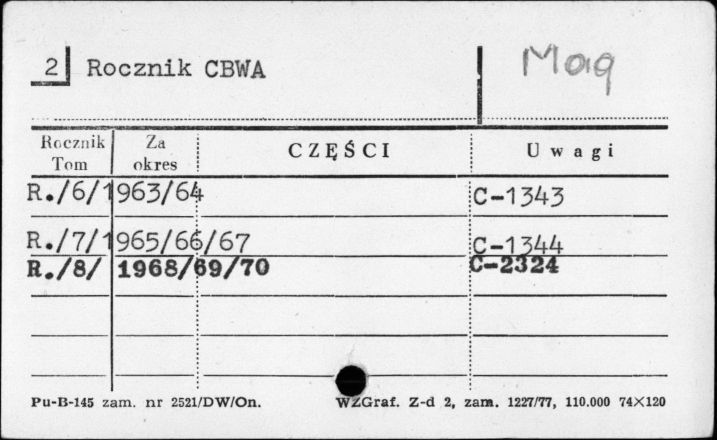 2 Rocznik CBWA Mag
Rocznik Tom Za okres CZĘŚCI Uwagi
R./6/1963/64 C-1343
R./7/1965/66/67 C-1344
R./8/ 1968/69/70 C-2324
Pu-B-145 zam. nr 2521/DW/On. WZGraf. Z-d 2, zam. 1227/77, 110.000 74×120